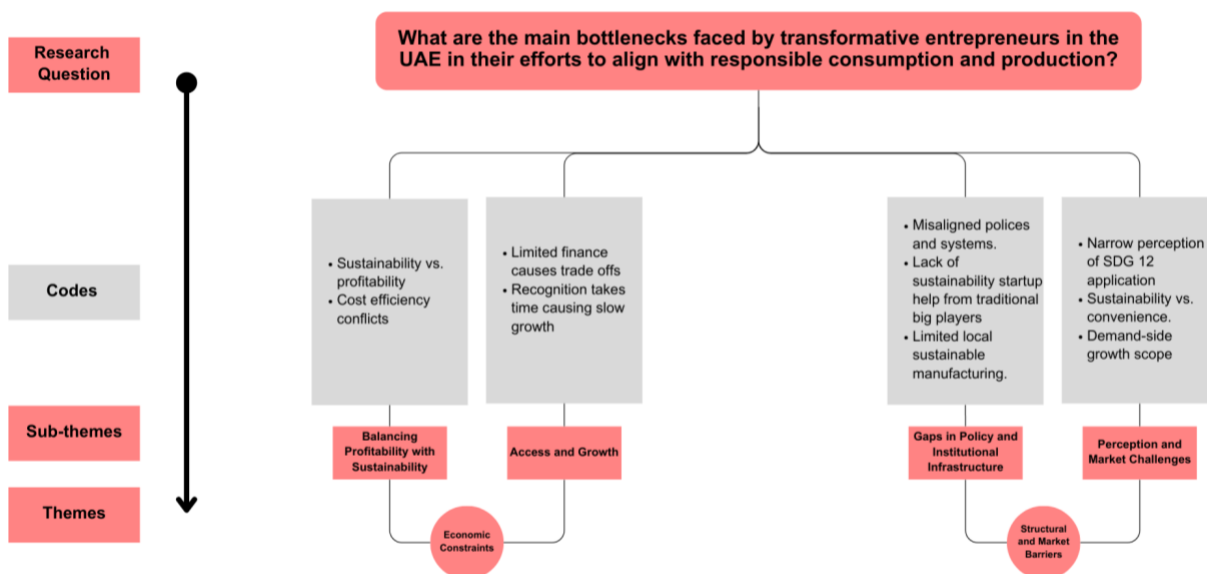 Research
Question
What are the main bottlenecks faced by transformative entrepreneurs in the
UAE in their efforts to align with responsible consumption and production?
Codes
• Sustainability vs.
profitability
• Cost efficiency
conflicts
• Limited finance
causes trade offs
• Recognition takes
time causing slow
growth
• Misaligned polices
and systems.
• Lack of
sustainability startup
help from traditional
big players
• Limited local
sustainable
manufacturing.
• Narrow perception
of SDG 12
application
• Sustainability vs.
convenience.
• Demand-side
growth scope
Sub-themes
Balancing
Profitability with
Sustainability
Access and Growth
Gaps in Policy and
Institutional
Infrastructure
Perception and
Market Challenges
Themes
Economic
Constraints
Structural
and Market
Barriers